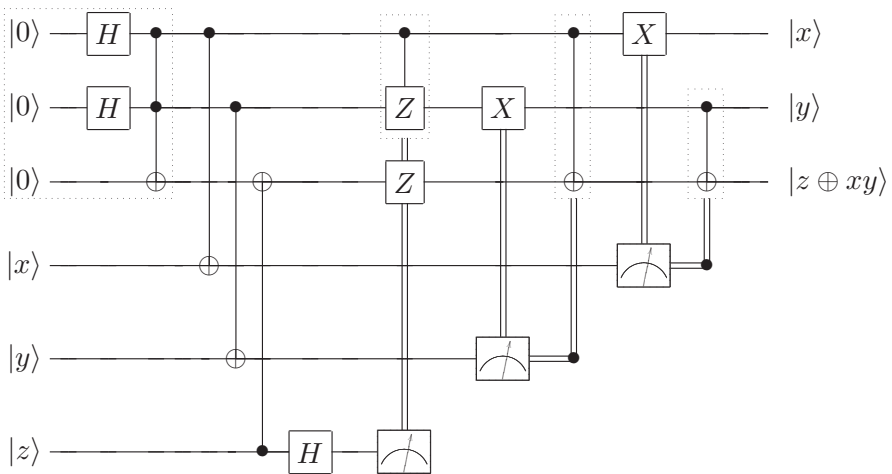 |0⟩ H X |x⟩
|0⟩ H Z X |y⟩
|0⟩ Z |z ⊕ xy⟩
|x⟩
|y⟩
|z⟩ H